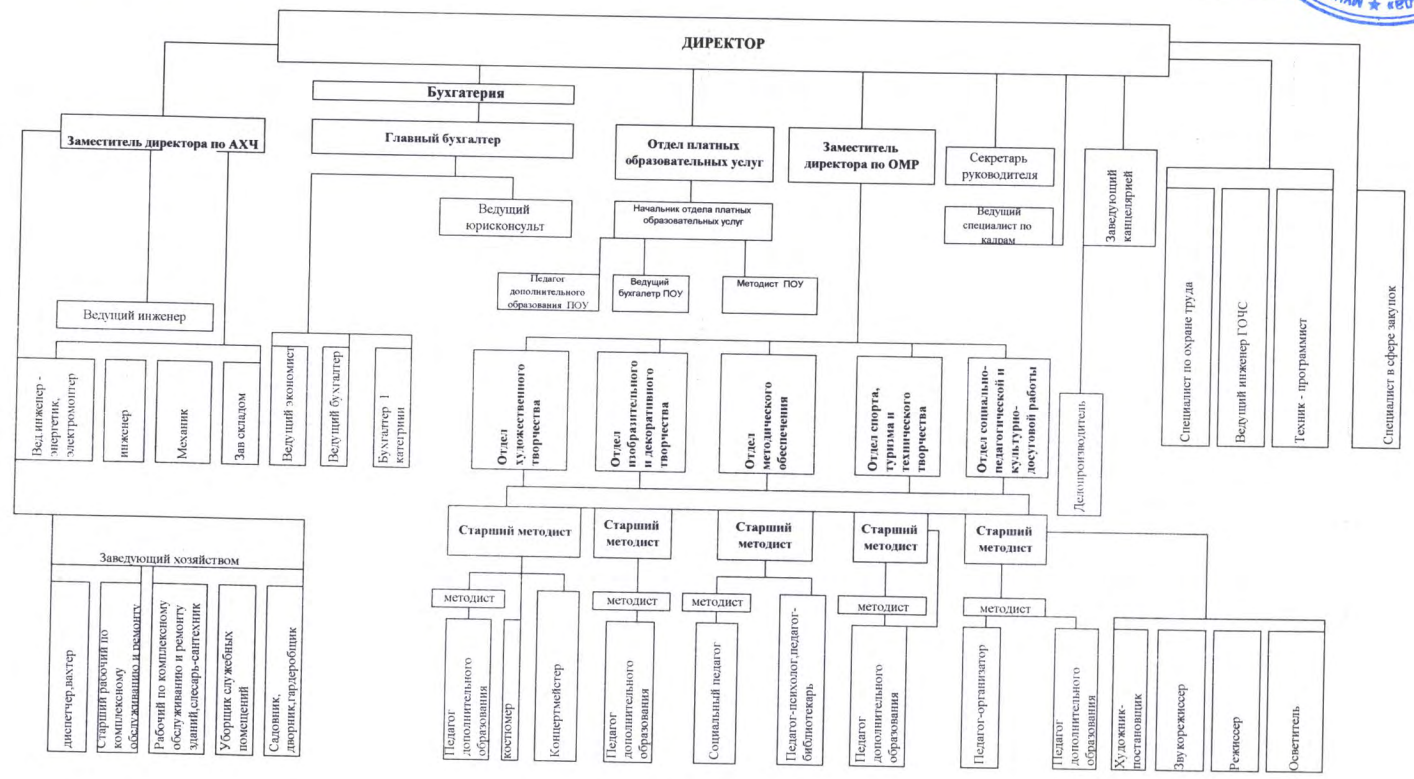 ДИРЕКТОР
Бухгатерия
Заместитель директора по АХЧ
Главный бухгалтер
Отдел платных
образовательных услуг
Заместитель
директора по ОМР
Секретарь
руководителя
Заведующий
канцелярией
Ведущий
юрисконсульт
Начальник отдела платных
образовательных услуг
Ведущий
специалист по
кадрам
Педагог
дополнительного
образования ПОУ
Ведущий
бухгалетр ПОУ
Методист ПОУ
Ведущий инженер
Специалист по охране труда
Ведущий инженер ГОЧС
Техник - программист
Специалист в сфере закупок
Вед.инженер -
энергетик,
электромонтер
инженер
Механик
Зав складом
Ведущий экономист
Ведущий бухгалтер
Бухгалтер 1
категрини
Отдел
художественного
творчества
Отдел
изобразительного
и декоративного
творчества
Отдел
методического
обеспечения
Отдел спорта,
туризма и
технического
творчества
Отдел социально-
педагогической и
культурно-
досутовой работы
Делопроизводитель
Старший методист
Старший
методист
Старший
методист
Старший
методист
Старший
методист
Заведующий хозяйством
методист
методист
методист
методист
методист
диспетчер,вахтер
Старший рабочий по
комплексному
обслуживанию и ремонту
Рабочий по комплексному
обслуживанию и ремонту
зданий,слесарь-сантехник
Уборщик служебных
помещений
Садовник,
дворник,гардеробщик
Педагог
дополнительного
образования
костюмер
Концертмейстер
Педагог
дополнительного
образования
Социальный педагог
Педагог-психолог,педагог-
библиотекарь
Педагог
дополнительного
образования
Педагог-организатор
Педагог
дополнительного
образования
Художник-
постановщик
Звукорежиссер
Режиссер
Осветитель